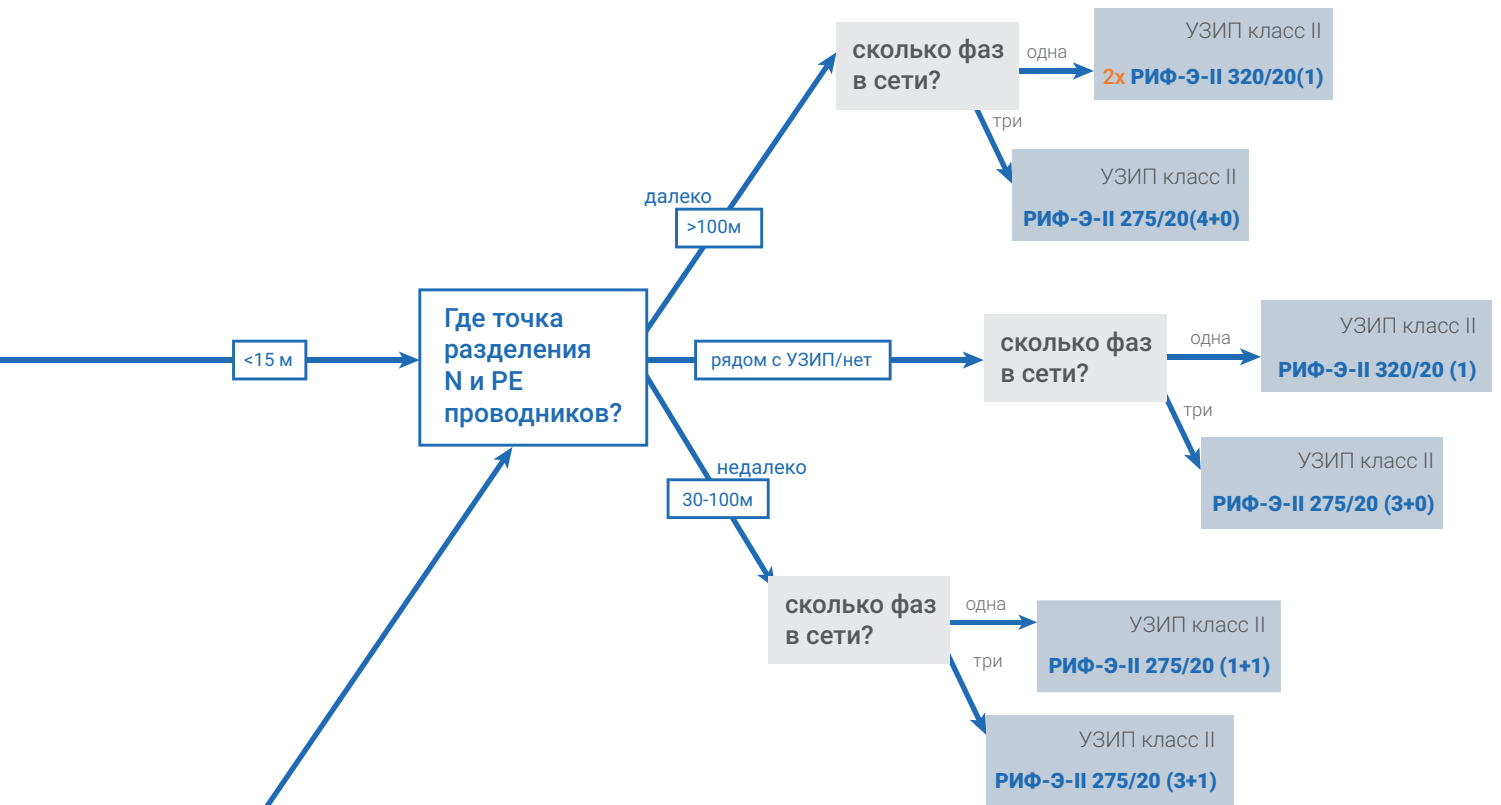 сколько фаз
в сети?
одна
УЗИП класс II
2x РИФ-Э-II 320/20(1)
три
УЗИП класс II
РИФ-Э-II 275/20(4+0)
далеко
>100м
<15 м
Где точка
разделения
N и PE
проводников?
рядом с УЗИП/нет
сколько фаз
в сети?
одна
УЗИП класс II
РИФ-Э-II 320/20 (1)
три
УЗИП класс II
РИФ-Э-II 275/20 (3+0)
недалеко
30-100м
сколько фаз
в сети?
одна
УЗИП класс II
РИФ-Э-II 275/20 (1+1)
три
УЗИП класс II
РИФ-Э-II 275/20 (3+1)